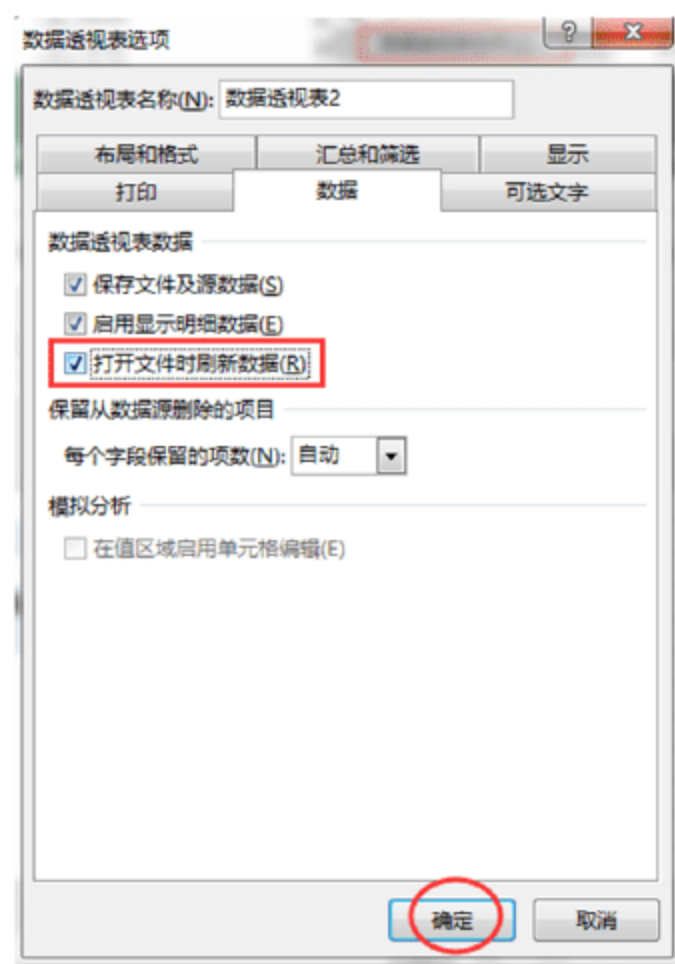 数据透视表选项
数据透视表名称(N): 数据透视表2
布局和格式 汇总和筛选 显示
打印 数据 可选文字
数据透视表数据
保存文件及源数据(S)
启用显示明细数据(E)
打开文件时刷新数据(R)
保留从数据源删除的项目
每个字段保留的项数(N): 自动
模拟分析
在值区域启用单元格编辑(E)
确定 取消